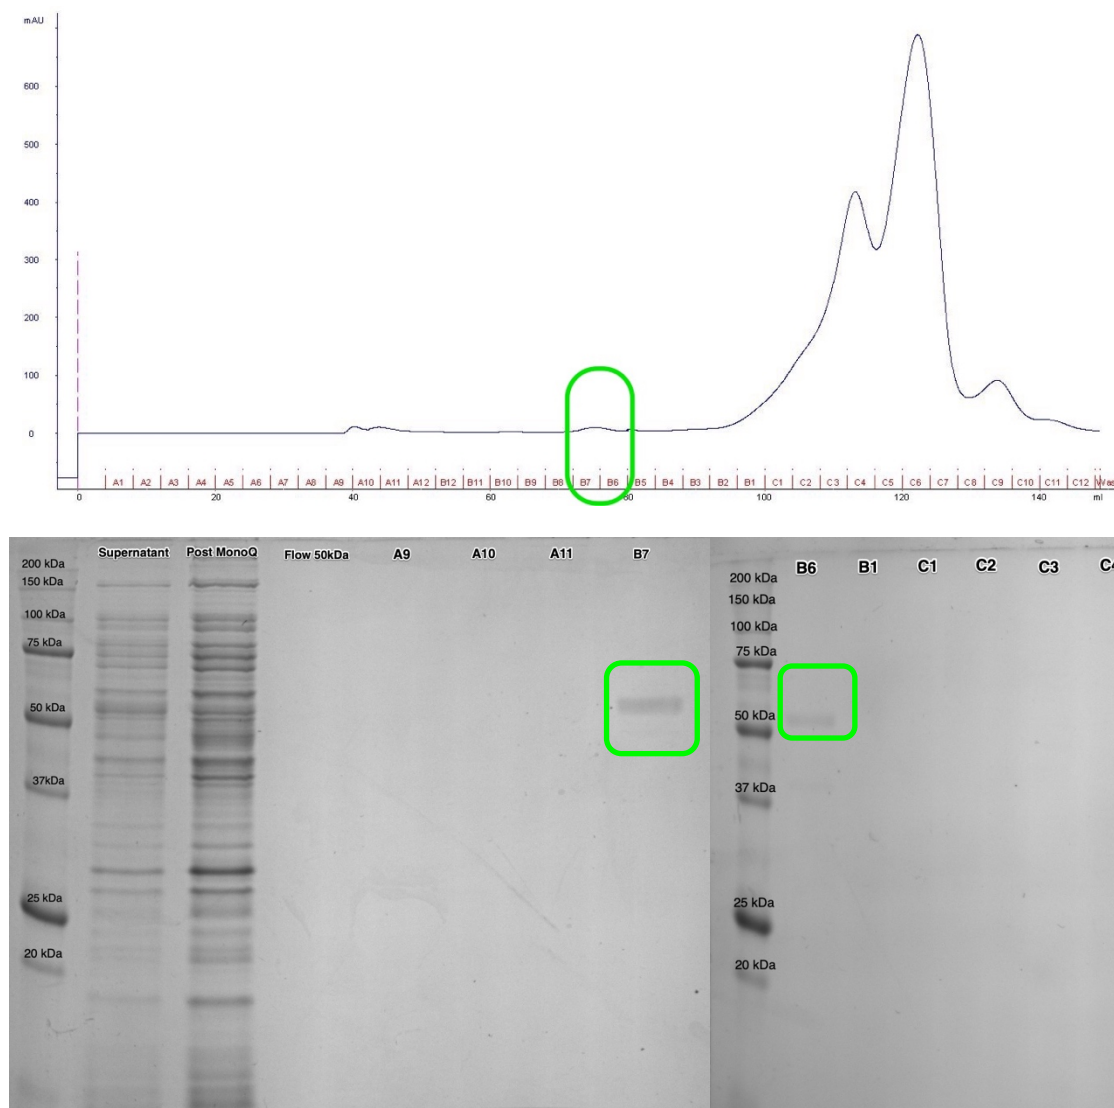 mAU
600
500
400
300
200
100
0
A1 A2 A3 A4 A5 A6 A7 A8 A9 A10 A11 A12 B12 B11 B10 B9 B8 B7 B6 B5 B4 B3 B2 B1 C1 C2 C3 C4 C5 C6 C7 C8 C9 C10 C11 C12
0 40 60 80 100 120 140 ml
Supernatant Post MonoQ Flow 50kDa A9 A10 A11 B7
200 kDa
150 kDa
100 kDa
75 kDa
50 kDa
37kDa
25 kDa
20 kDa
B6 B1 C1 C2 C3 C4
200 kDa
150 kDa
100 kDa
75 kDa
50 kDa
37 kDa
25 kDa
20 kDa